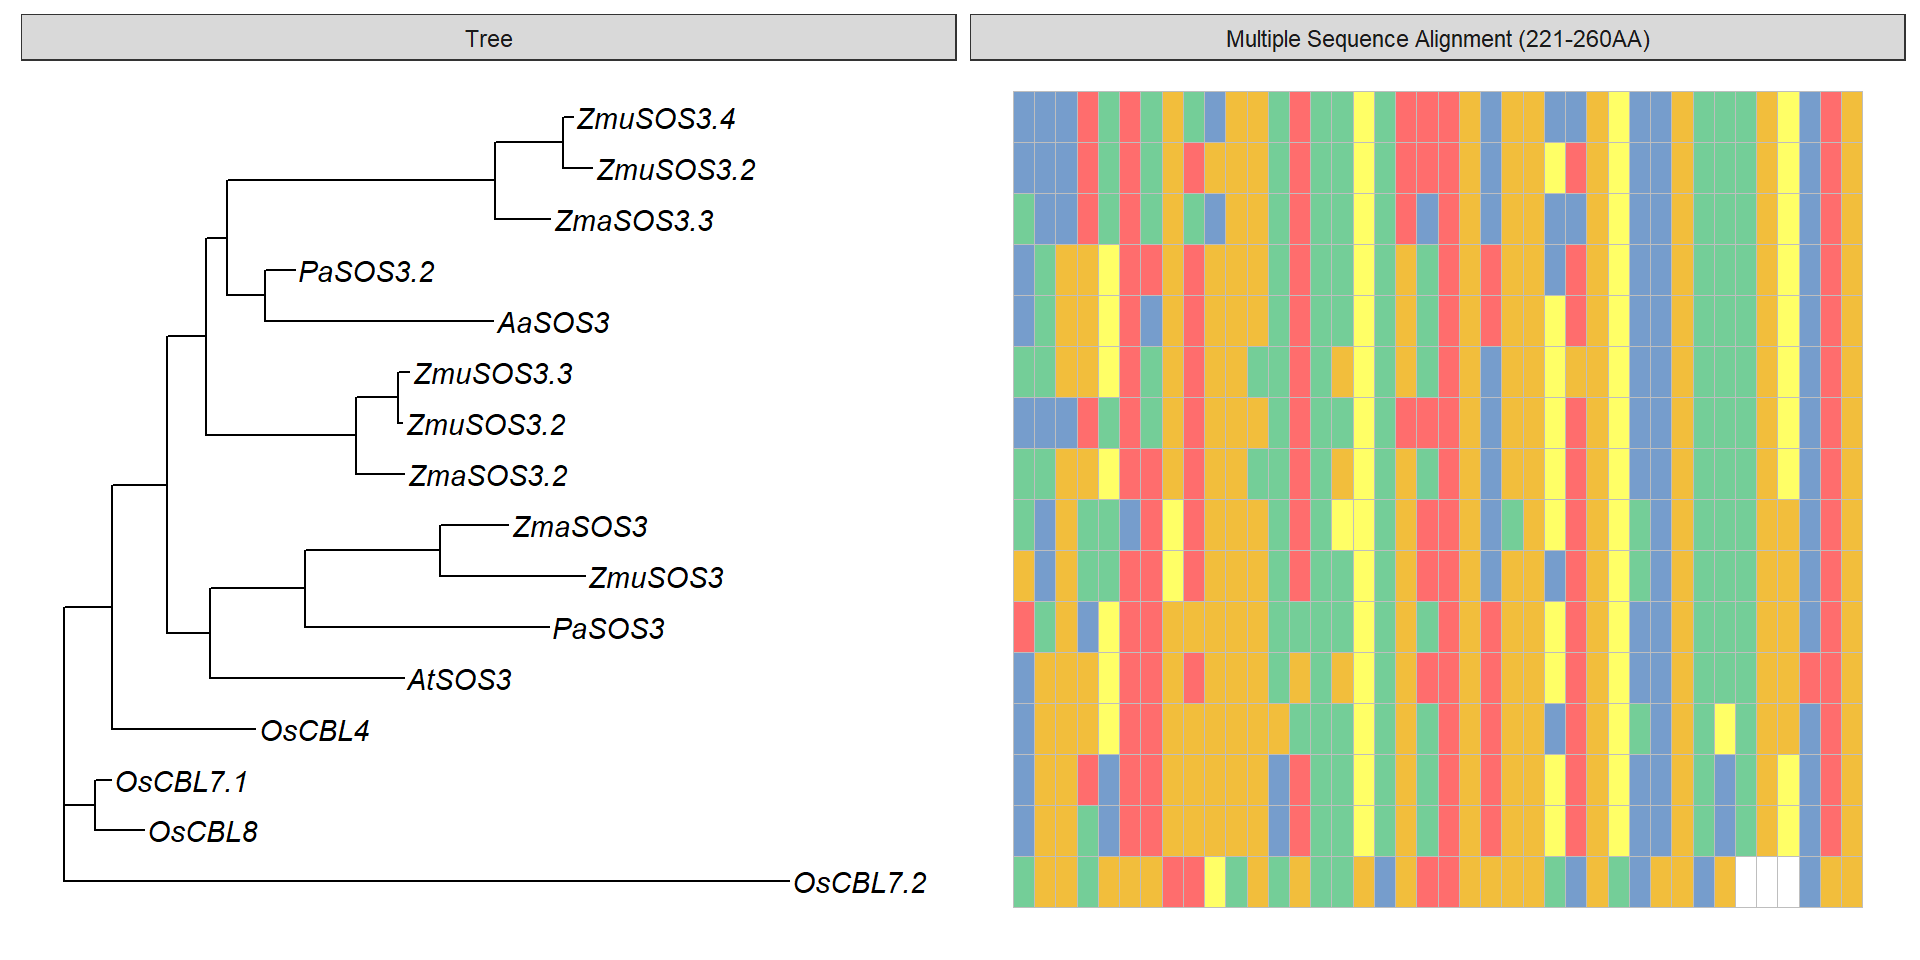 Tree
Multiple Sequence Alignment (221-260AA)
ZmuSOS3.4
ZmuSOS3.2
ZmaSOS3.3
PaSOS3.2
AaSOS3
ZmuSOS3.3
ZmuSOS3.2
ZmaSOS3.2
ZmaSOS3
ZmuSOS3
PaSOS3
AtSOS3
OsCBL4
OsCBL7.1
OsCBL8
OsCBL7.2